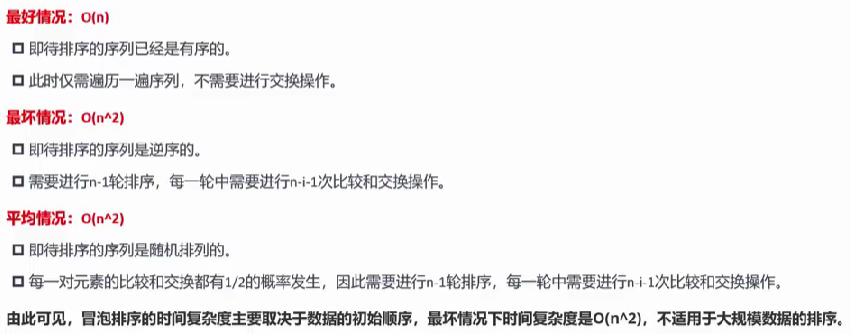 最好情况：O(n)
即待排序的序列已经是有序的。
此时仅需遍历一遍序列，不需要进行交换操作。
最坏情况：O(n^2)
即待排序的序列是逆序的。
需要进行n-1轮排序，每一轮中需要进行n-i-1次比较和交换操作。
平均情况：O(n^2)
即待排序的序列是随机排列的。
每一对元素的比较和交换都有1/2的概率发生，因此需要进行n-1轮排序，每一轮中需要进行n-i-1次比较和交换操作。
由此可见，冒泡排序的时间复杂度主要取决于数据的初始顺序，最坏情况下时间复杂度是O(n^2)，不适用于大规模数据的排序。